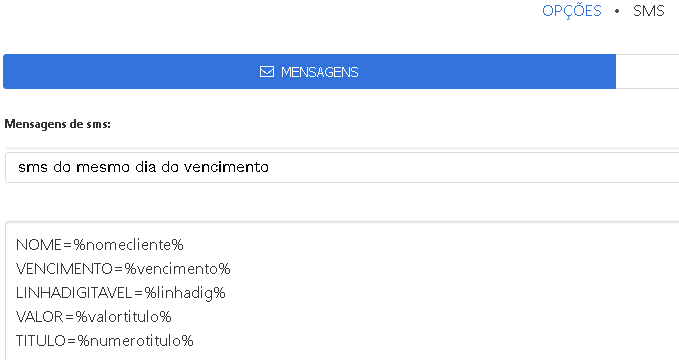 OPÇÕES • SMS
MENSAGENS
Mensagens de sms:
sms do mesmo dia do vencimento
NOME=%nomecliente%
VENCIMENTO=%vencimento%
LINHADIGITAVEL=%linhadig%
VALOR=%valortitulo%
TITULO=%numerotitulo%